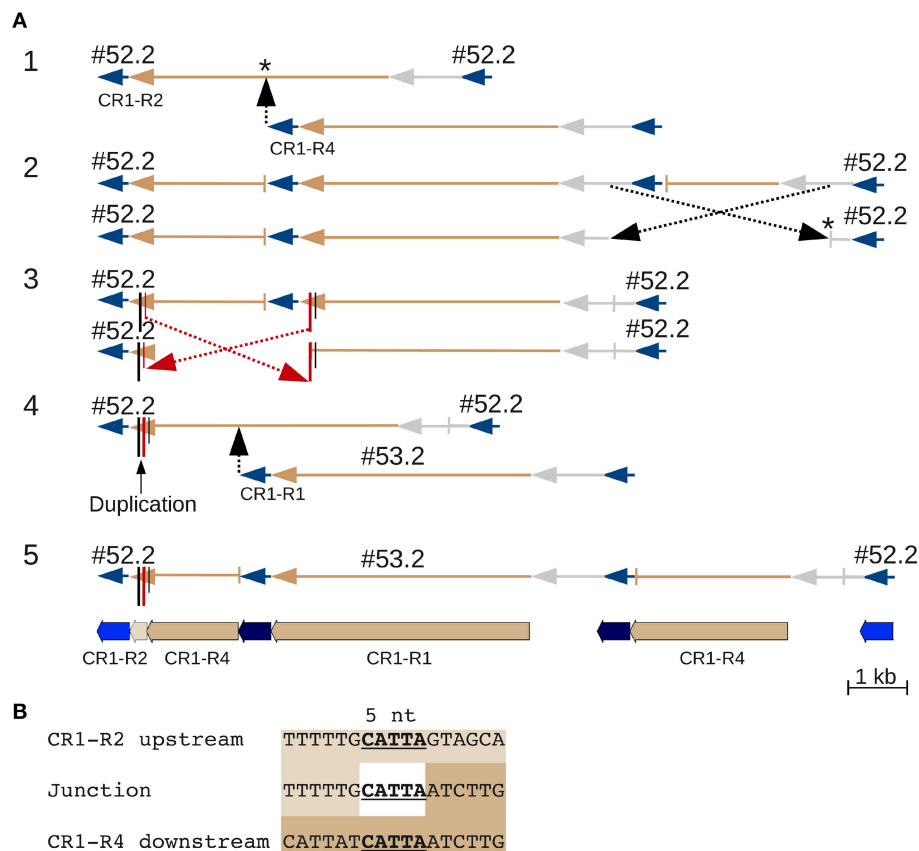 A
1
#52.2
*
#52.2
CR1-R2
CR1-R4
2
#52.2
#52.2
#52.2
*
#52.2
3
#52.2
#52.2
#52.2
#52.2
4
#52.2
#52.2
#53.2
CR1-R1
Duplication
5
#52.2
#53.2
#52.2
CR1-R2
CR1-R4
CR1-R1
CR1-R4
1 kb
B
5 nt
CR1-R2 upstream TTTTTGCATTAGTAGCA
Junction TTTTTGCATTAATCTTG
CR1-R4 downstream CATTATCATTAATCTTG